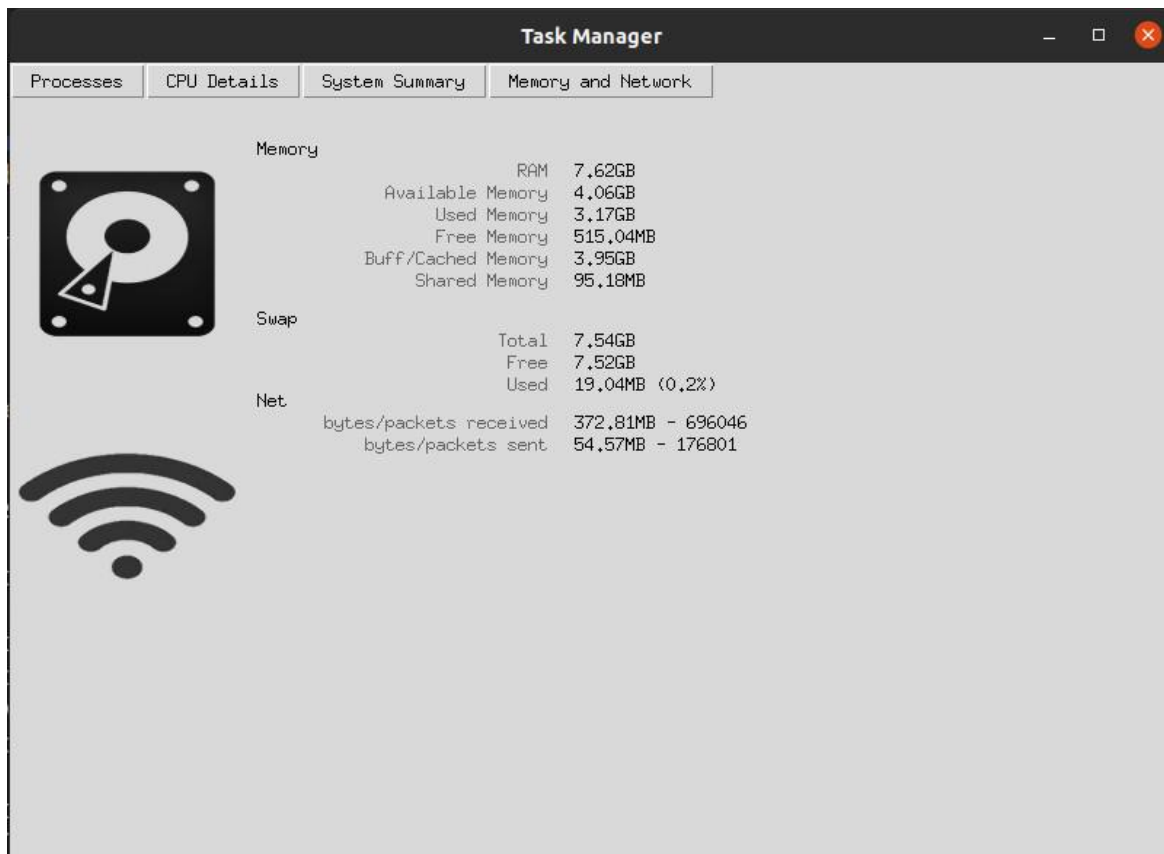 Task Manager
Processes CPU Details System Summary Memory and Network
Memory
RAM 7.62GB
Available Memory 4.06GB
Used Memory 3.17GB
Free Memory 515.04MB
Buff/Cached Memory 3.95GB
Shared Memory 95.18MB
Swap
Total 7.54GB
Free 7.52GB
Used 19.04MB (0.2%)
Net
bytes/packets received 372.81MB - 696046
bytes/packets sent 54.57MB - 176801